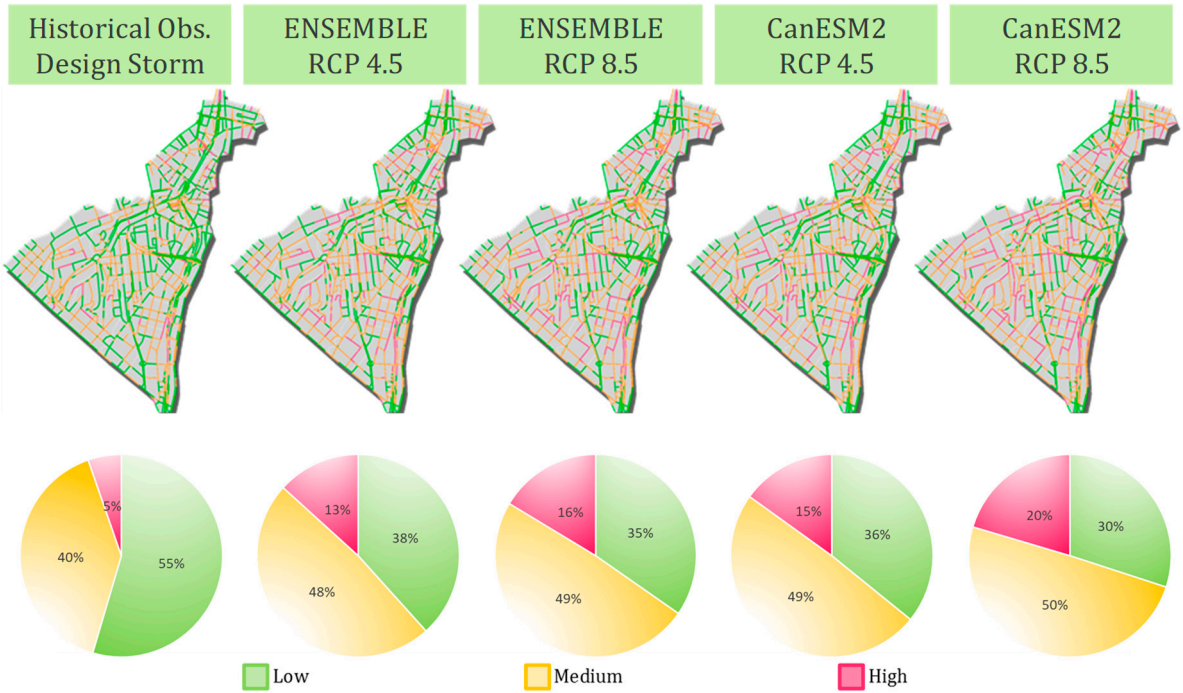 Historical Obs.
Design Storm
ENSEMBLE
RCP 4.5
ENSEMBLE
RCP 8.5
CanESM2
RCP 4.5
CanESM2
RCP 8.5
5%
40%
55%
13%
38%
48%
16%
35%
49%
15%
36%
49%
20%
30%
50%
Low
Medium
High